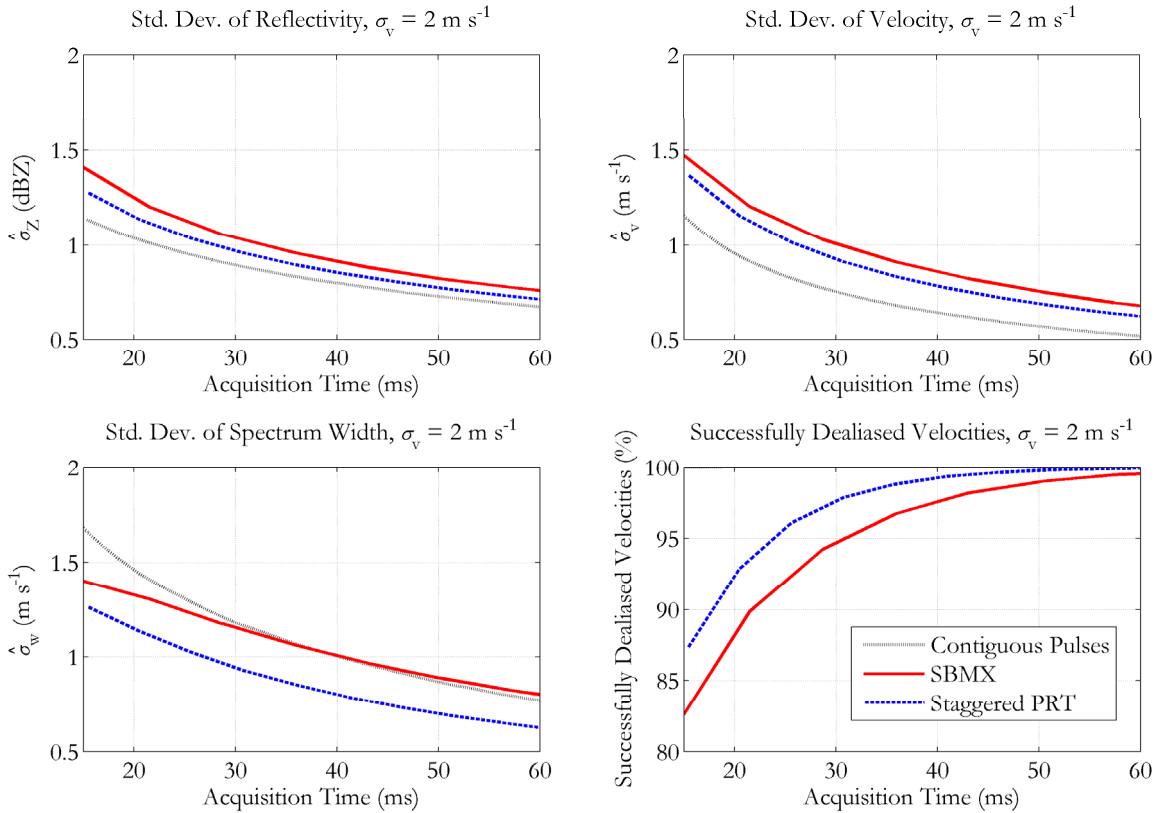 Std. Dev. of Reflectivity, σv = 2 m s-1
2
1.5
1
0.5
σ̂Z (dBZ)
20 30 40 50 60
Acquisition Time (ms)
Std. Dev. of Velocity, σv = 2 m s-1
2
1.5
1
0.5
σ̂v (m s-1)
20 30 40 50 60
Acquisition Time (ms)
Std. Dev. of Spectrum Width, σv = 2 m s-1
2
1.5
1
0.5
σ̂w (m s-1)
20 30 40 50 60
Acquisition Time (ms)
Successfully Dealiased Velocities, σv = 2 m s-1
100
95
90
85
80
Successfully Dealiased Velocities (%)
Contiguous Pulses
SBMX
Staggered PRT
20 30 40 50 60
Acquisition Time (ms)